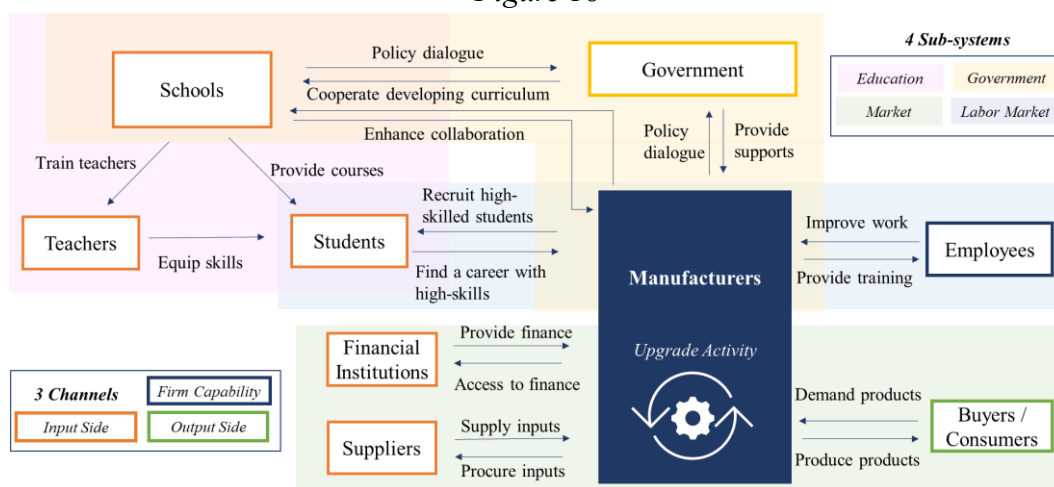 Figure 18
4 Sub-systems
Education
Government
Market
Labor Market
Schools
Policy dialogue
Cooperate developing curriculum
Enhance collaboration
Government
Policy
dialogue
Provide
supports
Train teachers
Provide courses
Teachers
Equip skills
Students
Recruit high-
skilled students
Find a career with
high-skills
Manufacturers
Upgrade Activity
Improve work
Provide training
Employees
Financial
Institutions
Provide finance
Access to finance
Suppliers
Supply inputs
Procure inputs
Demand products
Produce products
Buyers /
Consumers
3 Channels
Firm Capability
Input Side
Output Side